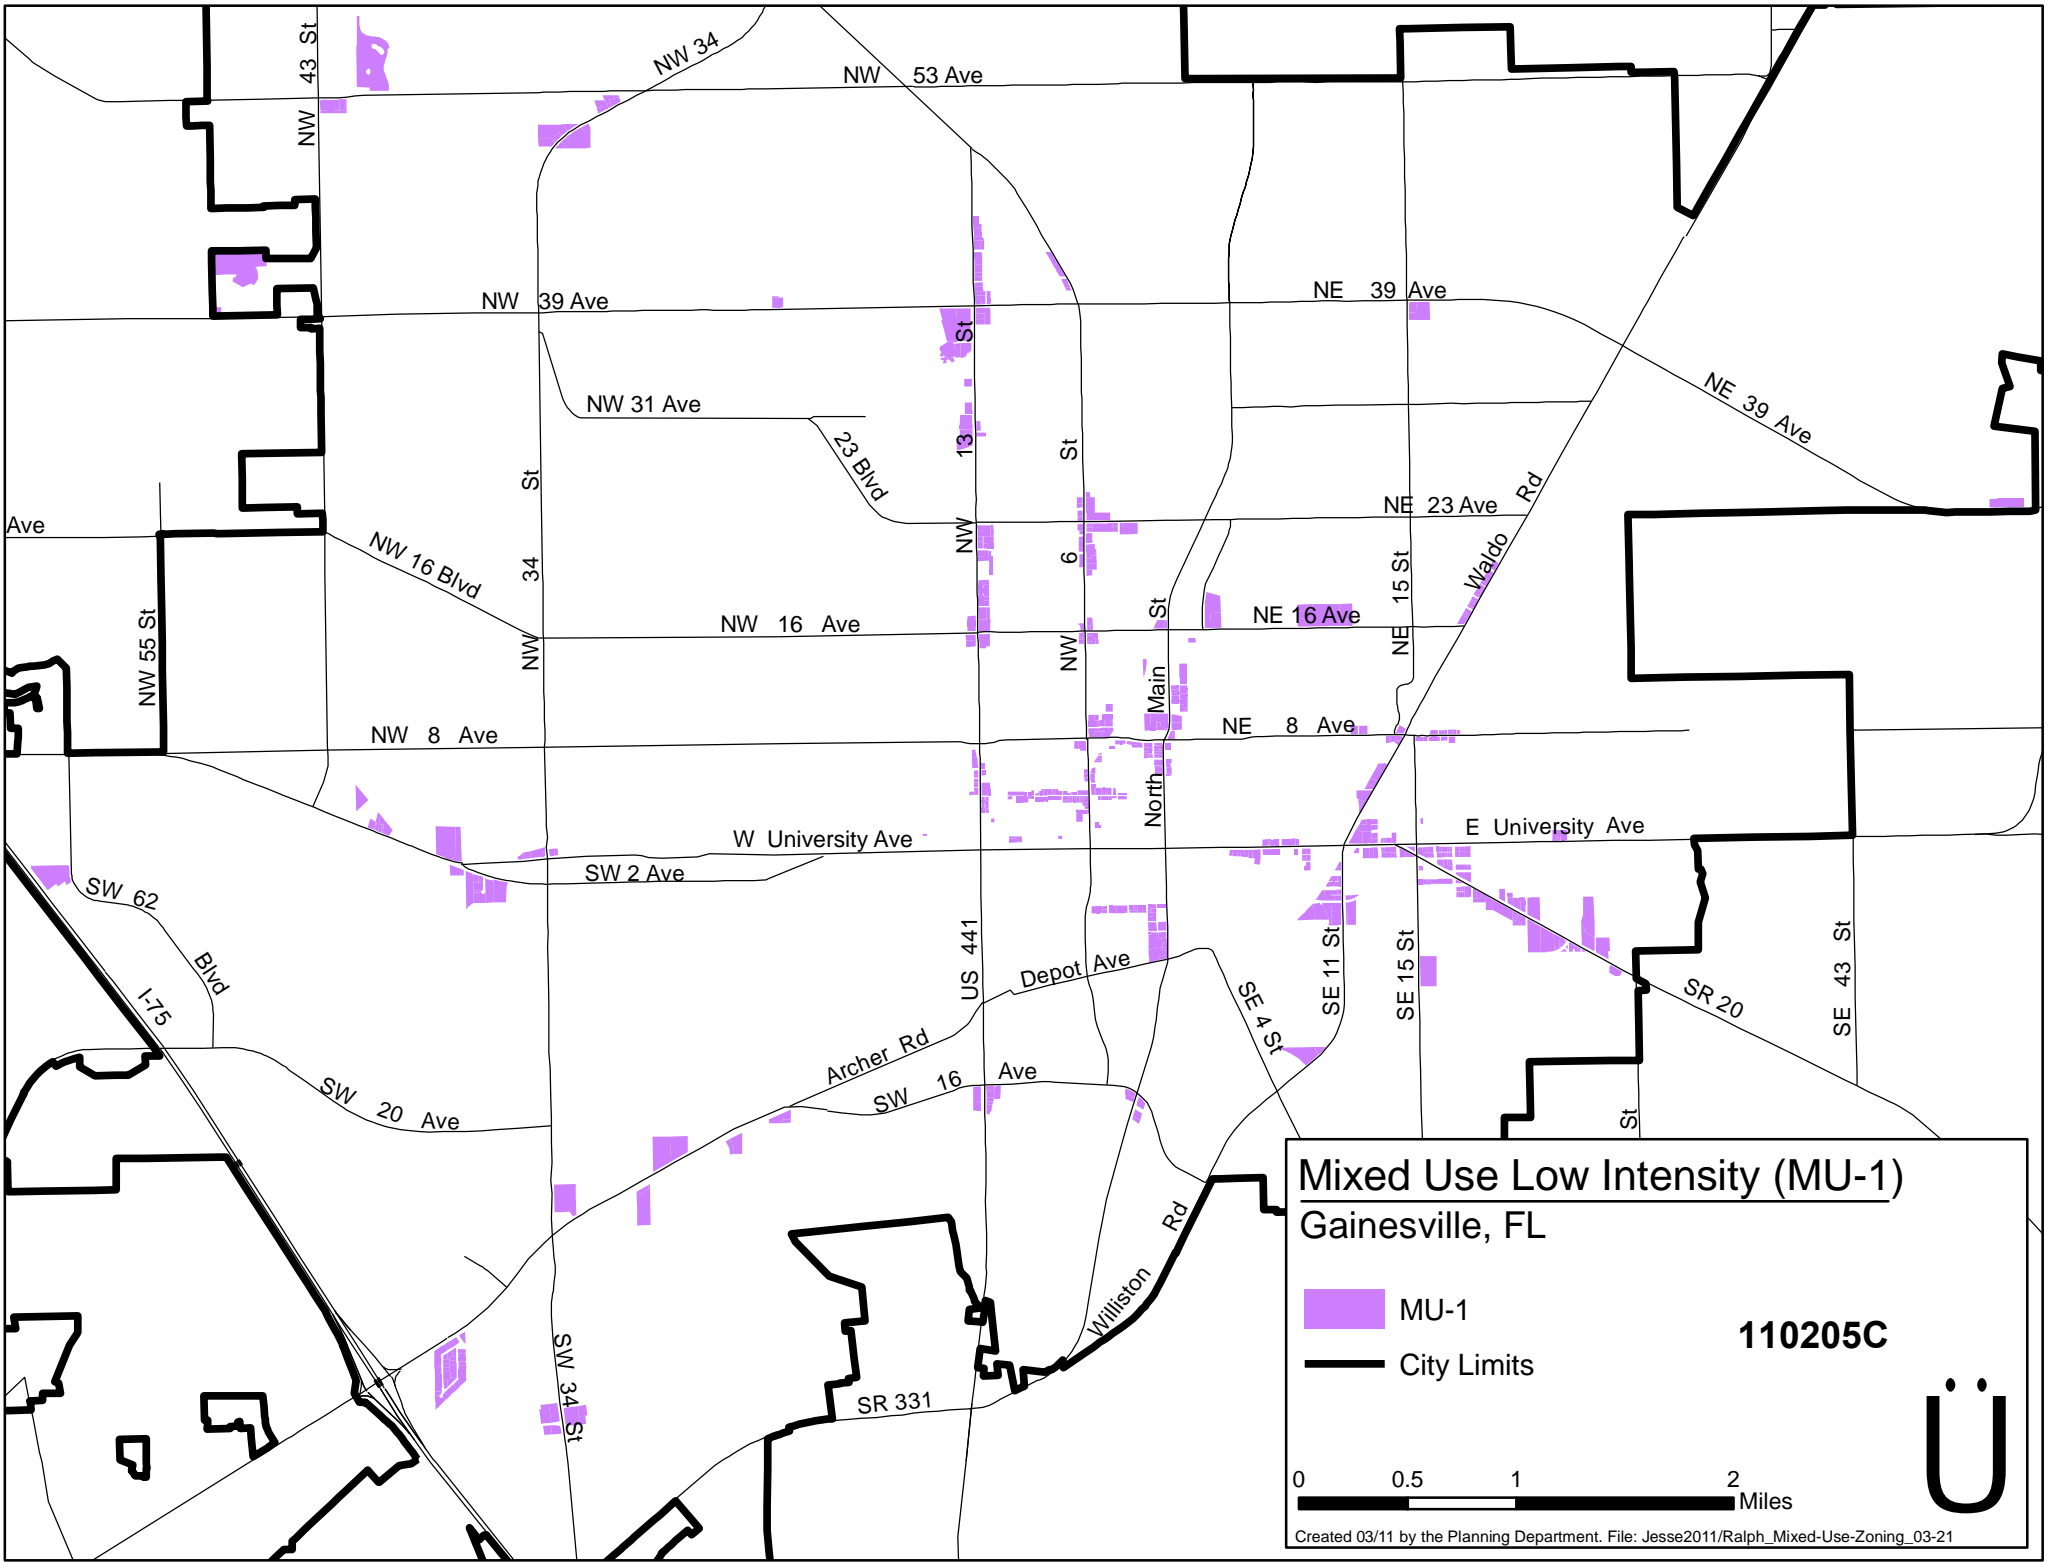 NW 43 St
NW 34
NW 53 Ave
NW 39 Ave
NE 39 Ave
NE 39 Ave
NW 31 Ave
23 Blvd
NW 13 St
NW 6 St
NW 34 St
NE 23 Ave
Waldo Rd
NE 15 St
Ave
NW 16 Blvd
NW 55 St
NW 16 Ave
NE 16 Ave
North Main St
NW 8 Ave
NE 8 Ave
W University Ave
E University Ave
SW 2 Ave
SW 62 Blvd
I-75
US 441
Depot Ave
SE 4 St
SE 11 St
SE 15 St
SR 20
SE 43 St
Archer Rd
SW 16 Ave
SW 20 Ave
St
Williston Rd
SW 34 St
SR 331
Mixed Use Low Intensity (MU-1)
Gainesville, FL
MU-1
City Limits
110205C
Ü
0 0.5 1 2
Miles
Created 03/11 by the Planning Department. File: Jesse2011/Ralph_Mixed-Use-Zoning_03-21